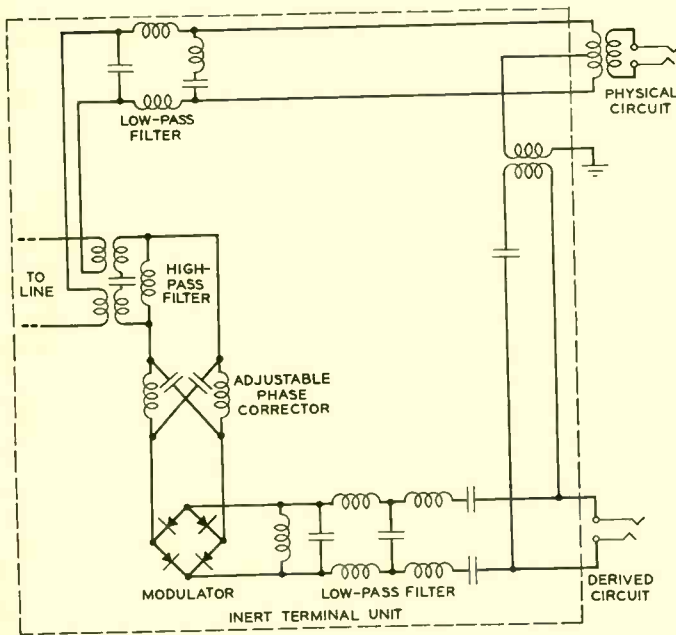 LOW-PASS
FILTER
PHYSICAL
CIRCUIT
TO
LINE
HIGH-
PASS
FILTER
ADJUSTABLE
PHASE
CORRECTOR
MODULATOR
LOW-PASS FILTER
DERIVED
CIRCUIT
INERT TERMINAL UNIT